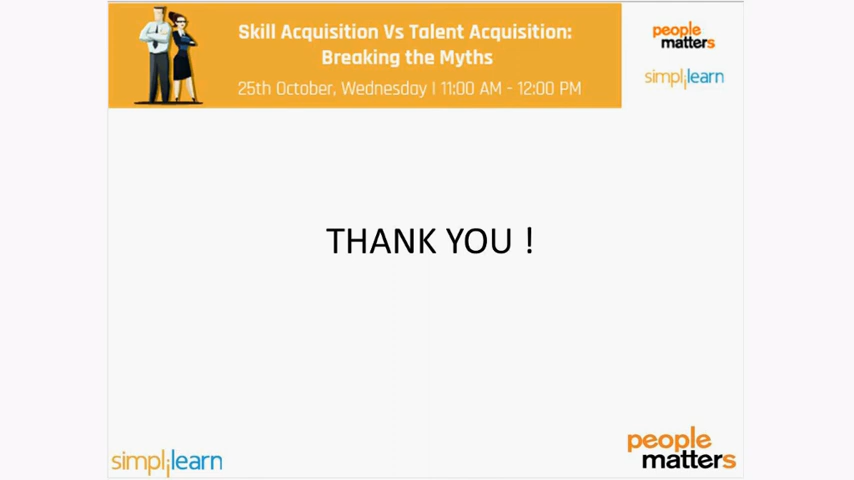 Skill Acquisition Vs Talent Acquisition:
Breaking the Myths
25th October, Wednesday | 11:00 AM - 12:00 PM
people
matters
simplilearn
THANK YOU !
simplilearn
people
matters